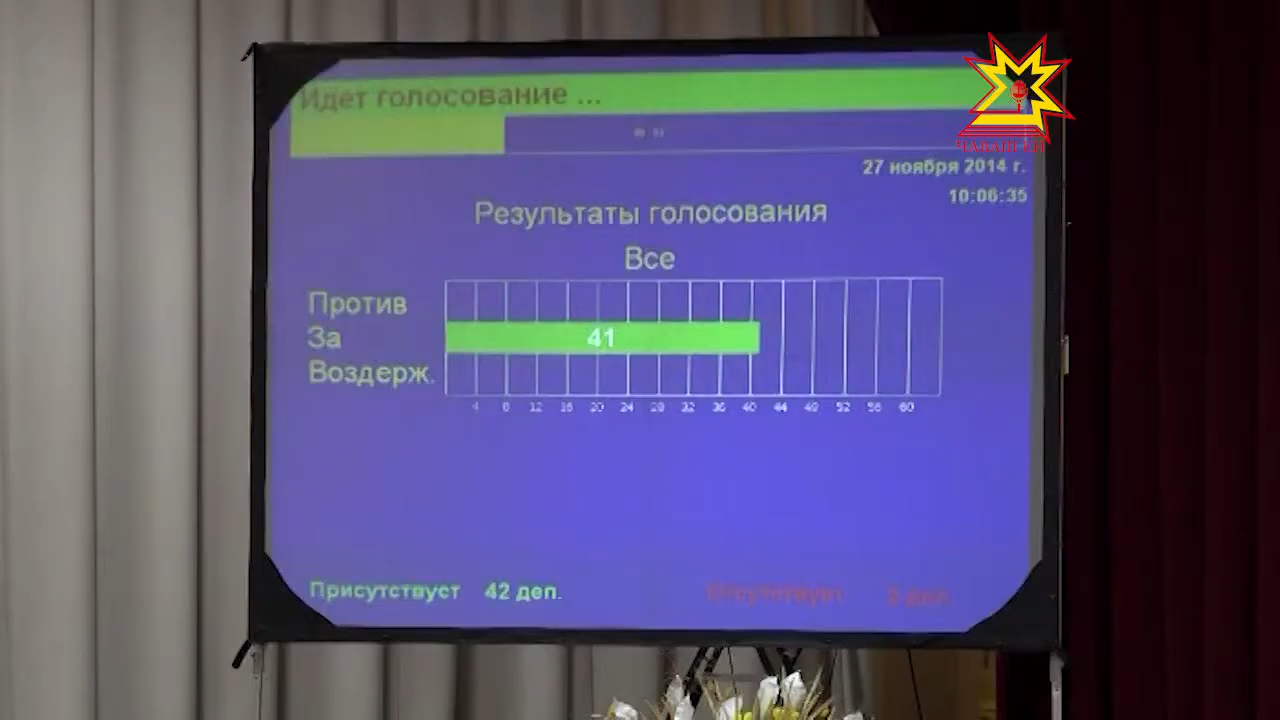 Идет голосование ...
27 ноября 2014 г.
10:06:35
Результаты голосования
Все
Против
За 41
Воздерж.
4 8 12 16 20 24 28 32 36 40 44 48 52 56 60
Присутствует 42 деп. Отсутствует